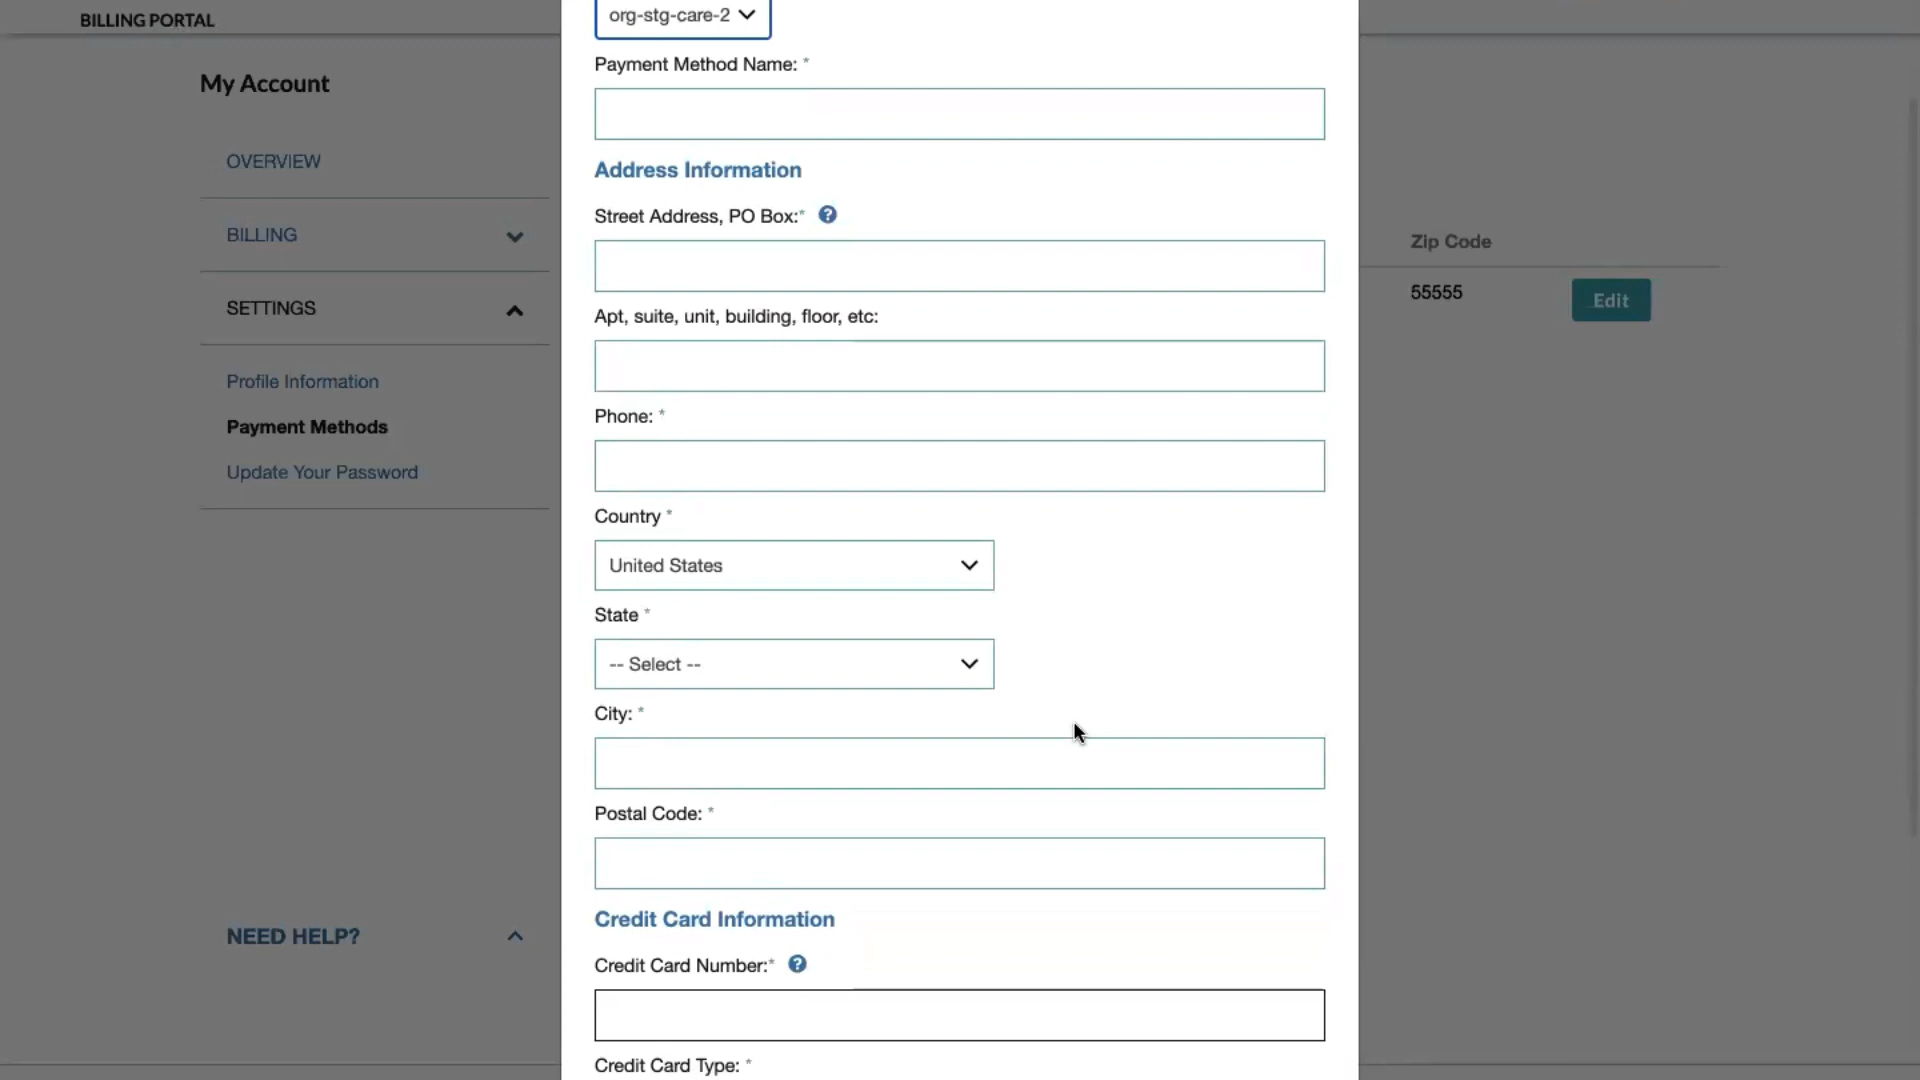 BILLING PORTAL
My Account
OVERVIEW
BILLING
SETTINGS
Profile Information
Payment Methods
Update Your Password
NEED HELP?
org-stg-care-2
Payment Method Name: *
Address Information
Street Address, PO Box:* ?
Apt, suite, unit, building, floor, etc:
Phone: *
Country *
United States
State *
-- Select --
City: *
Postal Code: *
Credit Card Information
Credit Card Number:* ?
Credit Card Type: *
Zip Code
55555
Edit